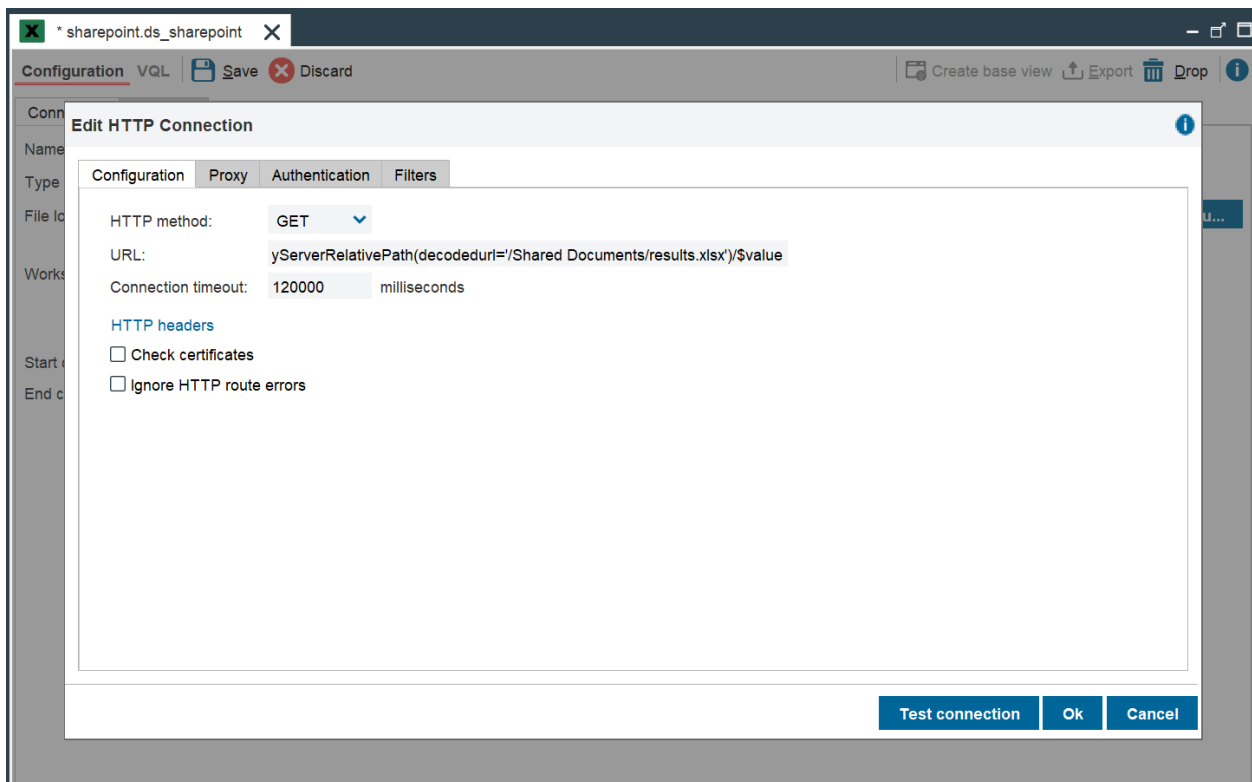 * sharepoint.ds_sharepoint
Configuration VQL Save Discard Create base view Export Drop
Conn
Edit HTTP Connection
Name
Configuration Proxy Authentication Filters
Type
File lo
HTTP method: GET
u...
URL: yServerRelativePath(decodedurl='/Shared Documents/results.xlsx')/$value
Works
Connection timeout: 120000 milliseconds
HTTP headers
Check certificates
Start
Ignore HTTP route errors
End c
Test connection Ok Cancel